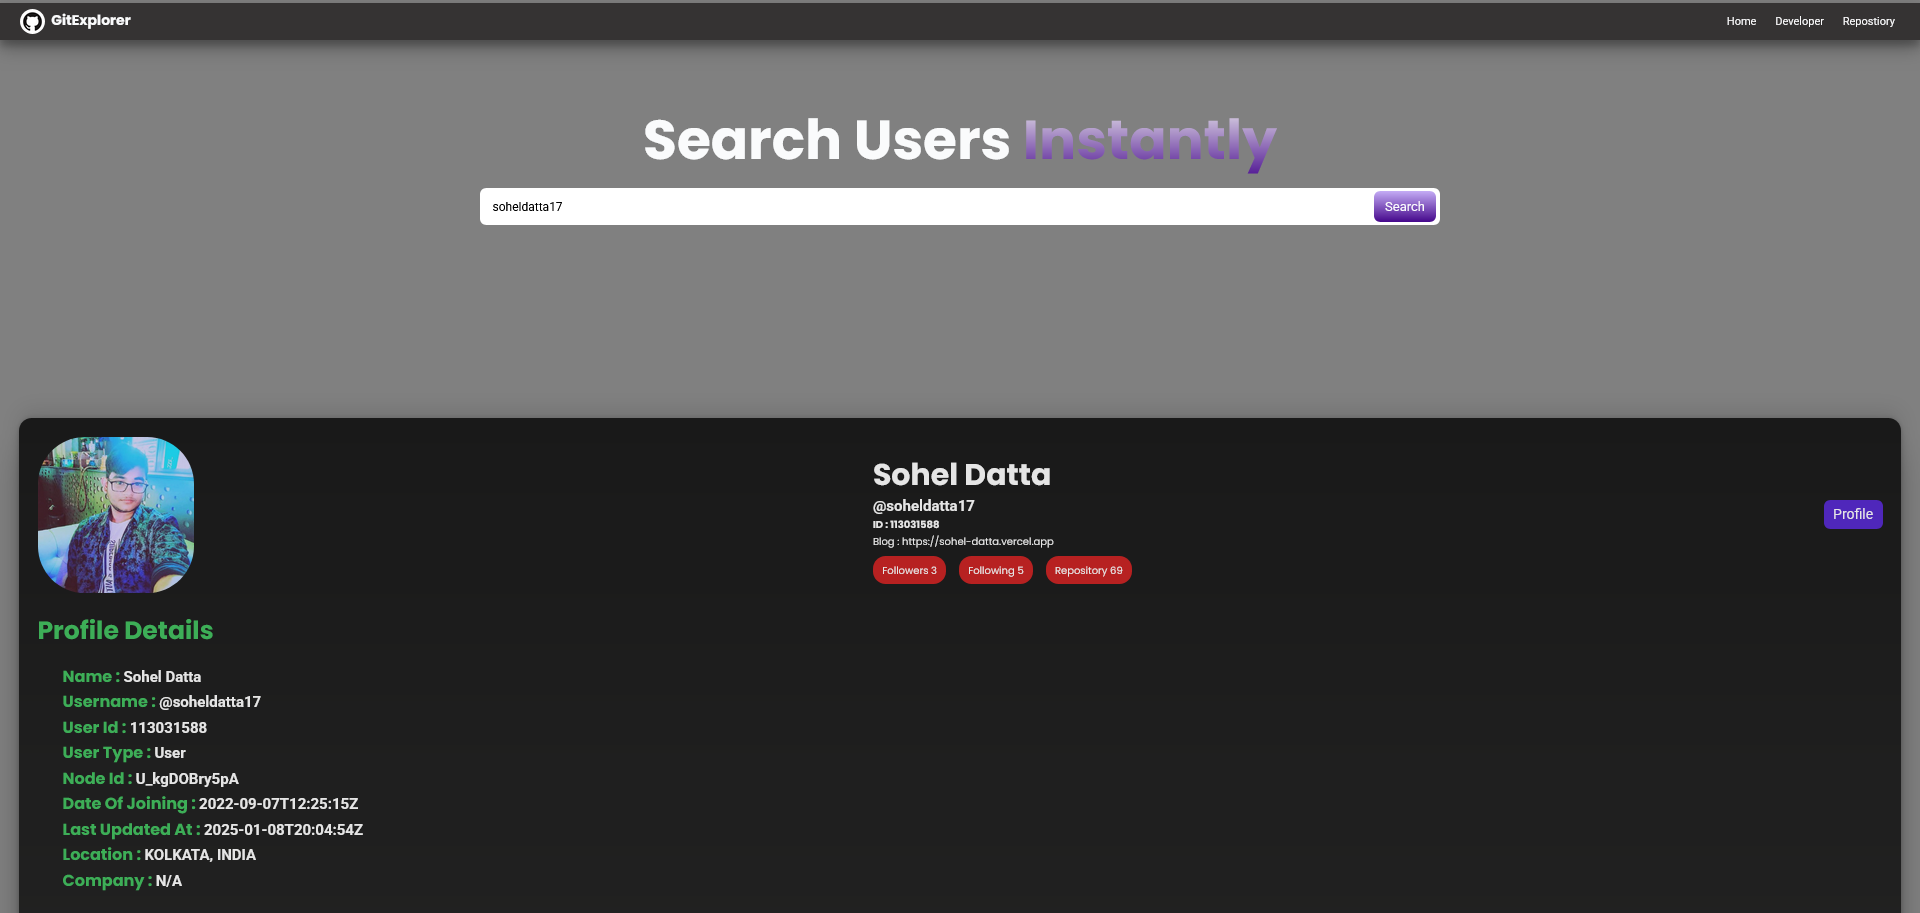 GitExplorer
Home Developer Repostiory
Search Users Instantly
soheldatta17
Search
Sohel Datta
@soheldatta17
ID : 113031588
Blog : https://sohel-datta.vercel.app
Followers 3 Following 5 Repository 69
Profile
Profile Details
Name : Sohel Datta
Username : @soheldatta17
User Id : 113031588
User Type : User
Node Id : U_kgDOBry5pA
Date Of Joining : 2022-09-07T12:25:15Z
Last Updated At : 2025-01-08T20:04:54Z
Location : KOLKATA, INDIA
Company : N/A